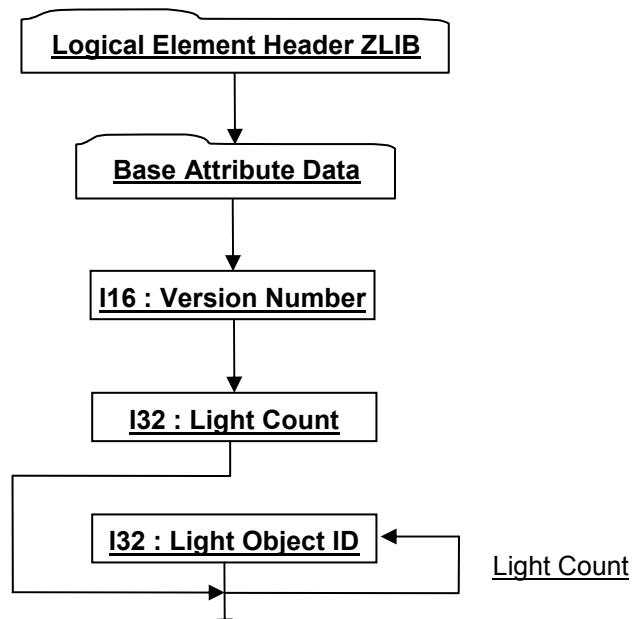 Logical Element Header ZLIB
Base Attribute Data
I16 : Version Number
I32 : Light Count
I32 : Light Object ID
Light Count